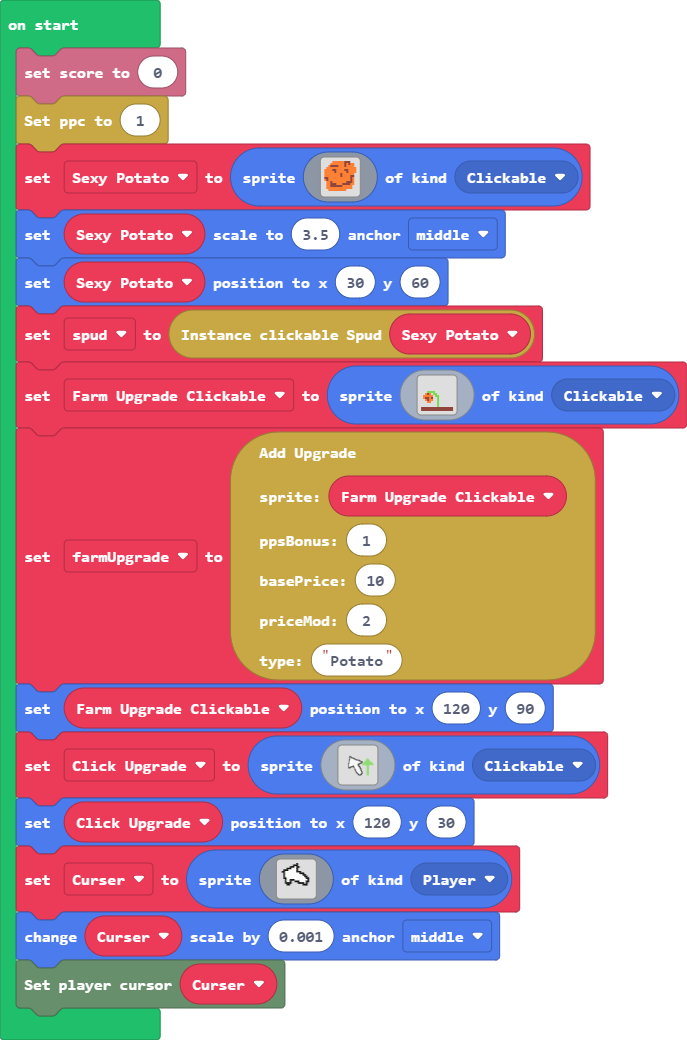 on start
set score to 0
Set ppc to 1
set Sexy Potato to sprite of kind Clickable
set Sexy Potato scale to 3.5 anchor middle
set Sexy Potato position to x 30 y 60
set spud to Instance clickable Spud Sexy Potato
set Farm Upgrade Clickable to sprite of kind Clickable
Add Upgrade
sprite: Farm Upgrade Clickable
ppsBonus: 1
set farmUpgrade to
basePrice: 10
priceMod: 2
type: "Potato"
set Farm Upgrade Clickable position to x 120 y 90
set Click Upgrade to sprite of kind Clickable
set Click Upgrade position to x 120 y 30
set Curser to sprite of kind Player
change Curser scale by 0.001 anchor middle
Set player cursor Curser